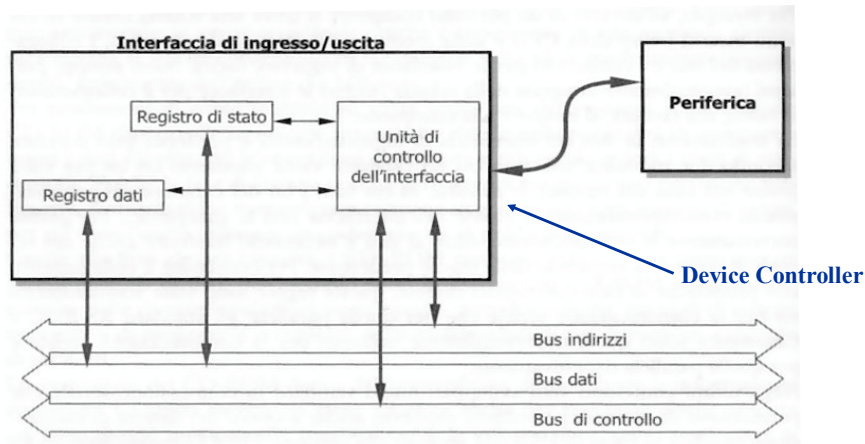 Interfaccia di ingresso/uscita
Periferica
Registro di stato
Unità di
controllo
dell'interfaccia
Registro dati
Device Controller
Bus indirizzi
Bus dati
Bus di controllo